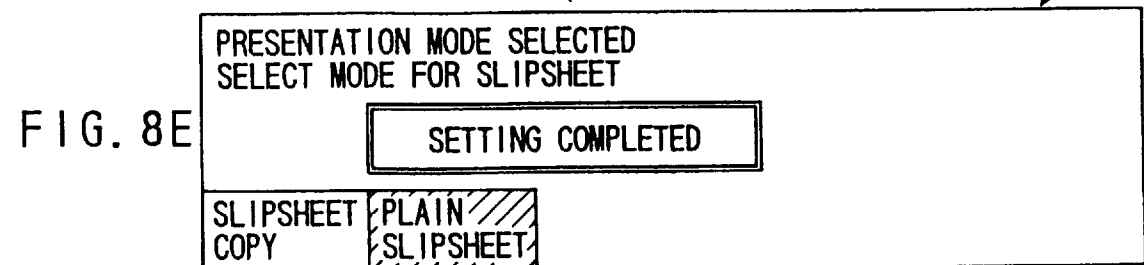 PRESENTATION MODE SELECTED
SELECT MODE FOR SLIPSHEET
FIG. 8E
SETTING COMPLETED
SLIPSHEET COPY
PLAIN SLIPSHEET